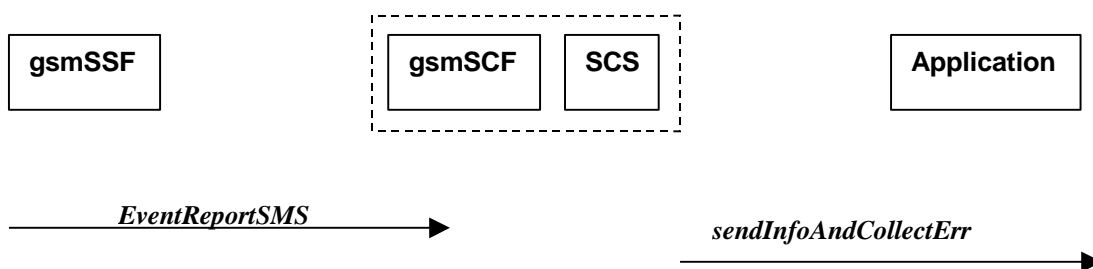 gsmSSF
gsmSCF
SCS
Application
EventReportSMS
sendInfoAndCollectErr